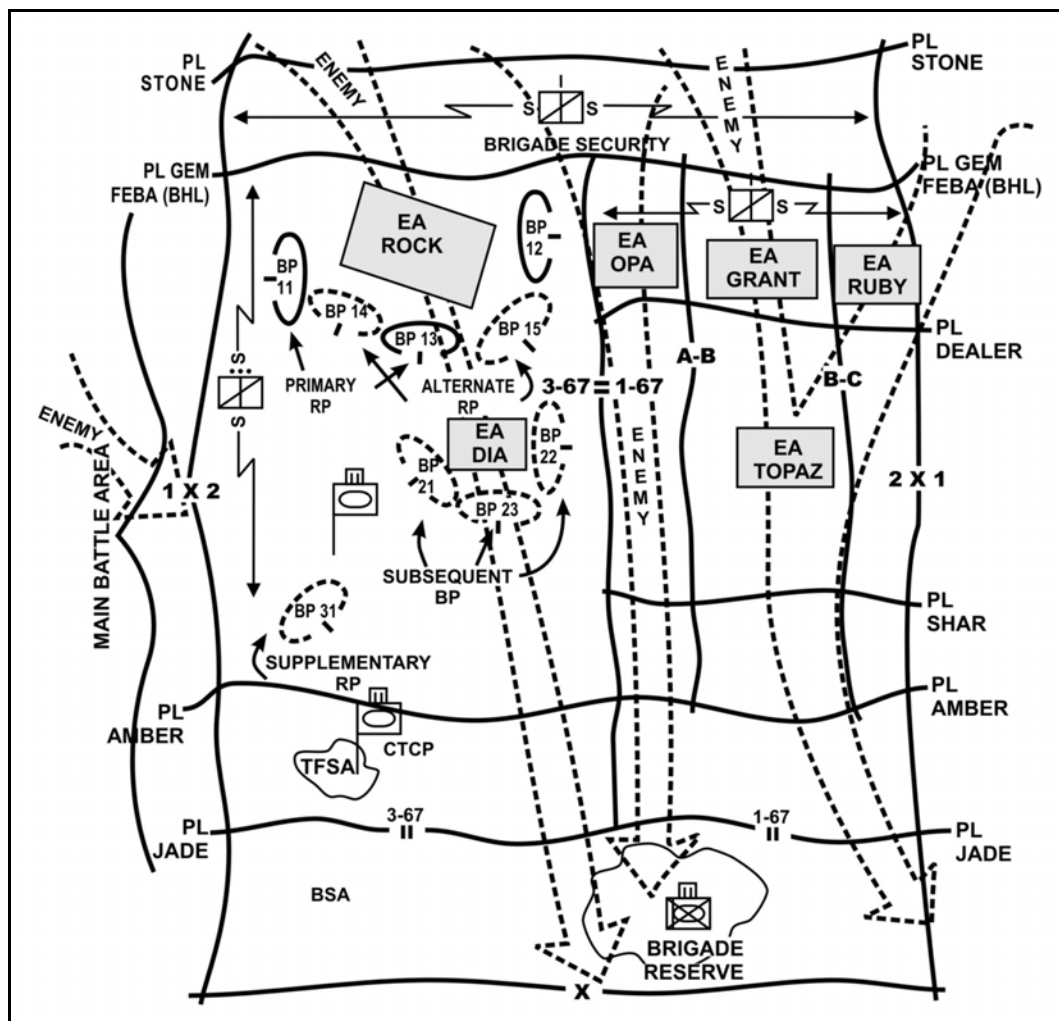 PL
STONE
ENEMY
I
S S
ENEMY
PL
STONE
BRIGADE SECURITY
PL GEM
FEBA (BHL)
PL GEM
FEBA (BHL)
I
S S
EA
ROCK
BP
12
EA
OPA
EA
GRANT
EA
RUBY
BP
11
BP 14
BP 13
BP 15
PL
DEALER
S
S
PRIMARY
RP
ALTERNATE
RP
3-67 = 1-67
A-B
B-C
ENEMY
MAIN BATTLE AREA
1 X 2
EA
DIA
BP
22
BP
21
BP 23
ENEMY
EA
TOPAZ
2 X 1
SUBSEQUENT
BP
BP 31
PL
SHAR
SUPPLEMENTARY
RP
PL
AMBER
PL
AMBER
CTCP
TFSA
PL
JADE
3-67
II
1-67
II
PL
JADE
BSA
BRIGADE
RESERVE
X